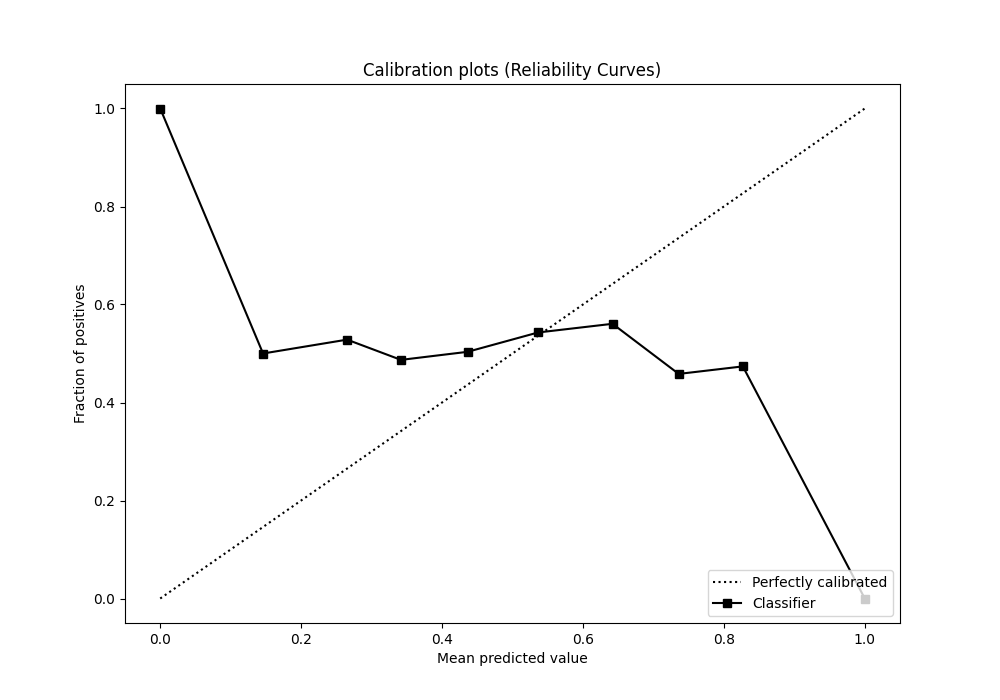 Calibration plots (Reliability Curves)
1.0
0.8
0.6
0.4
0.2
0.0
Fraction of positives
0.0 0.2 0.4 0.6 0.8 1.0
Mean predicted value
Perfectly calibrated
Classifier